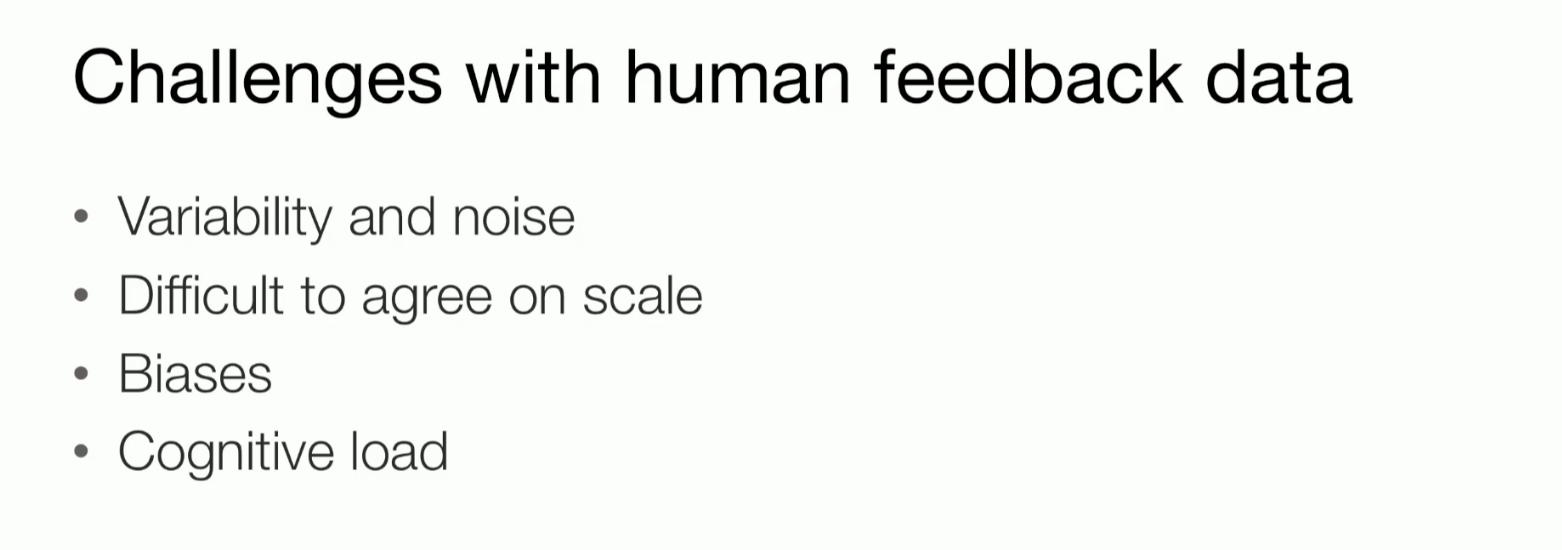 Challenges with human feedback data
• Variability and noise
• Difficult to agree on scale
• Biases
• Cognitive load